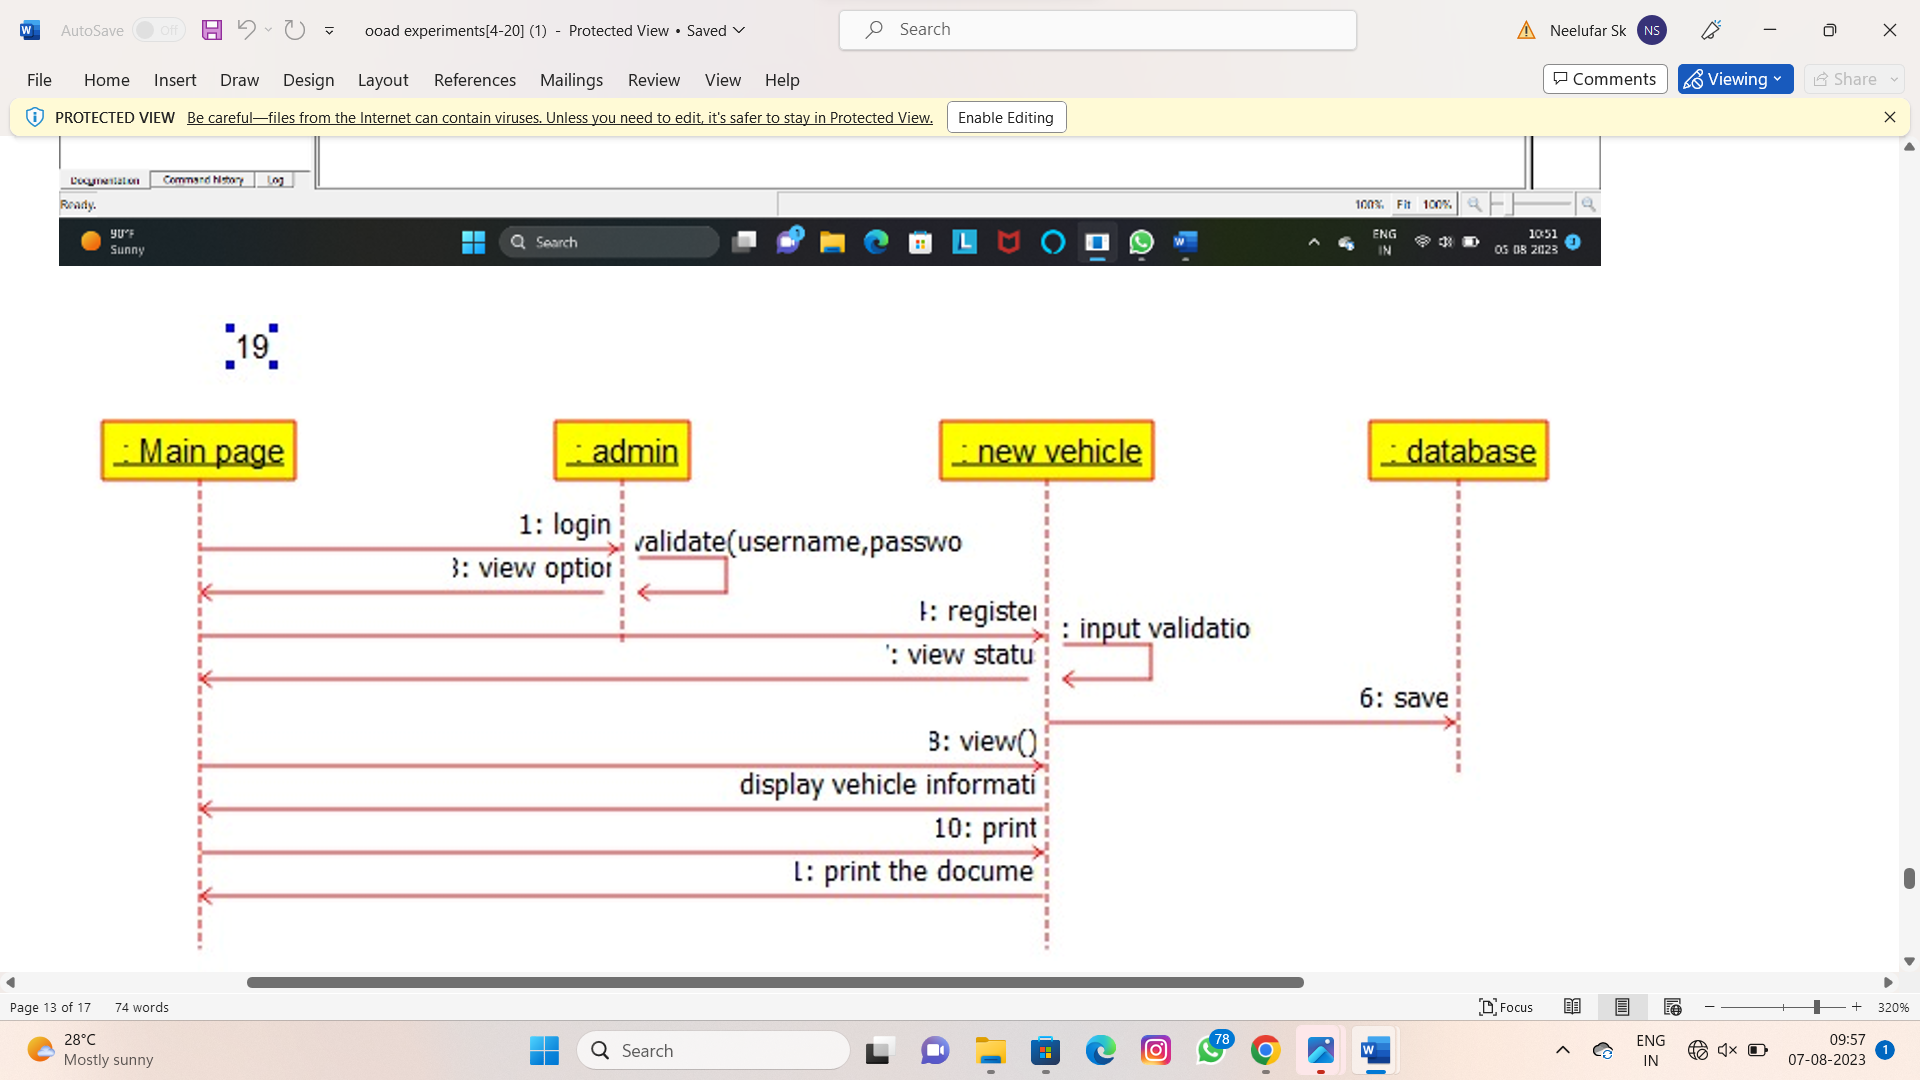 AutoSave Off ooad experiments[4-20] (1) - Protected View • Saved Search Neelufar Sk NS
File Home Insert Draw Design Layout References Mailings Review View Help Comments Viewing Share
PROTECTED VIEW Be careful—files from the Internet can contain viruses. Unless you need to edit, it's safer to stay in Protected View. Enable Editing
Documentation Command history Log
Ready. 100% Fit 100%
90°F
Sunny
Search
ENG
IN
10:51
05-08-2023
19
: Main page : admin : new vehicle : database
1: login
validate(username,passwo
3: view option
4: register
: input validatio
: view statu
6: save
8: view()
display vehicle informati
10: print
1: print the docume
Page 13 of 17 74 words Focus 320%
28°C
Mostly sunny
Search
78
ENG
IN
09:57
07-08-2023
1